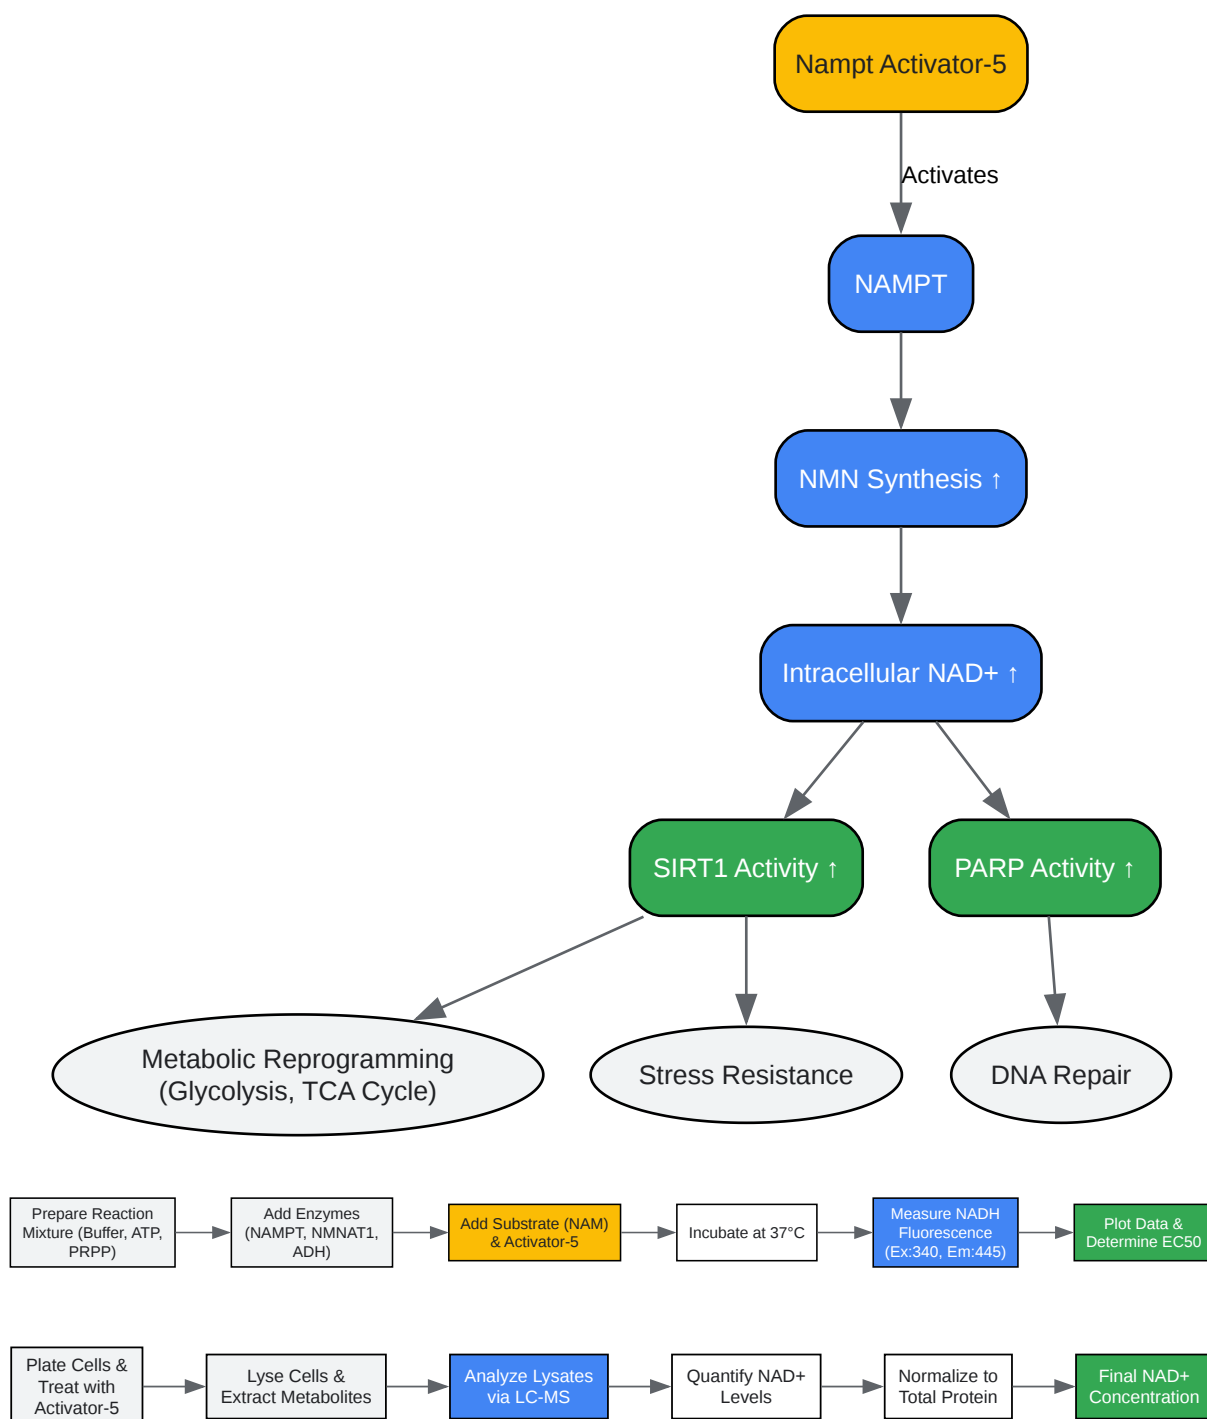 Nampt Activator-5
Activates
NAMPT
NMN Synthesis ↑
Intracellular NAD+ ↑
SIRT1 Activity ↑
PARP Activity ↑
Metabolic Reprogramming
(Glycolysis, TCA Cycle)
Stress Resistance
DNA Repair
Prepare Reaction
Mixture (Buffer, ATP,
PRPP)
Add Enzymes
(NAMPT, NMNAT1,
ADH)
Add Substrate (NAM)
& Activator-5
Incubate at 37°C
Measure NADH
Fluorescence
(Ex:340, Em:445)
Plot Data &
Determine EC50
Plate Cells &
Treat with
Activator-5
Lyse Cells &
Extract Metabolites
Analyze Lysates
via LC-MS
Quantify NAD+
Levels
Normalize to
Total Protein
Final NAD+
Concentration